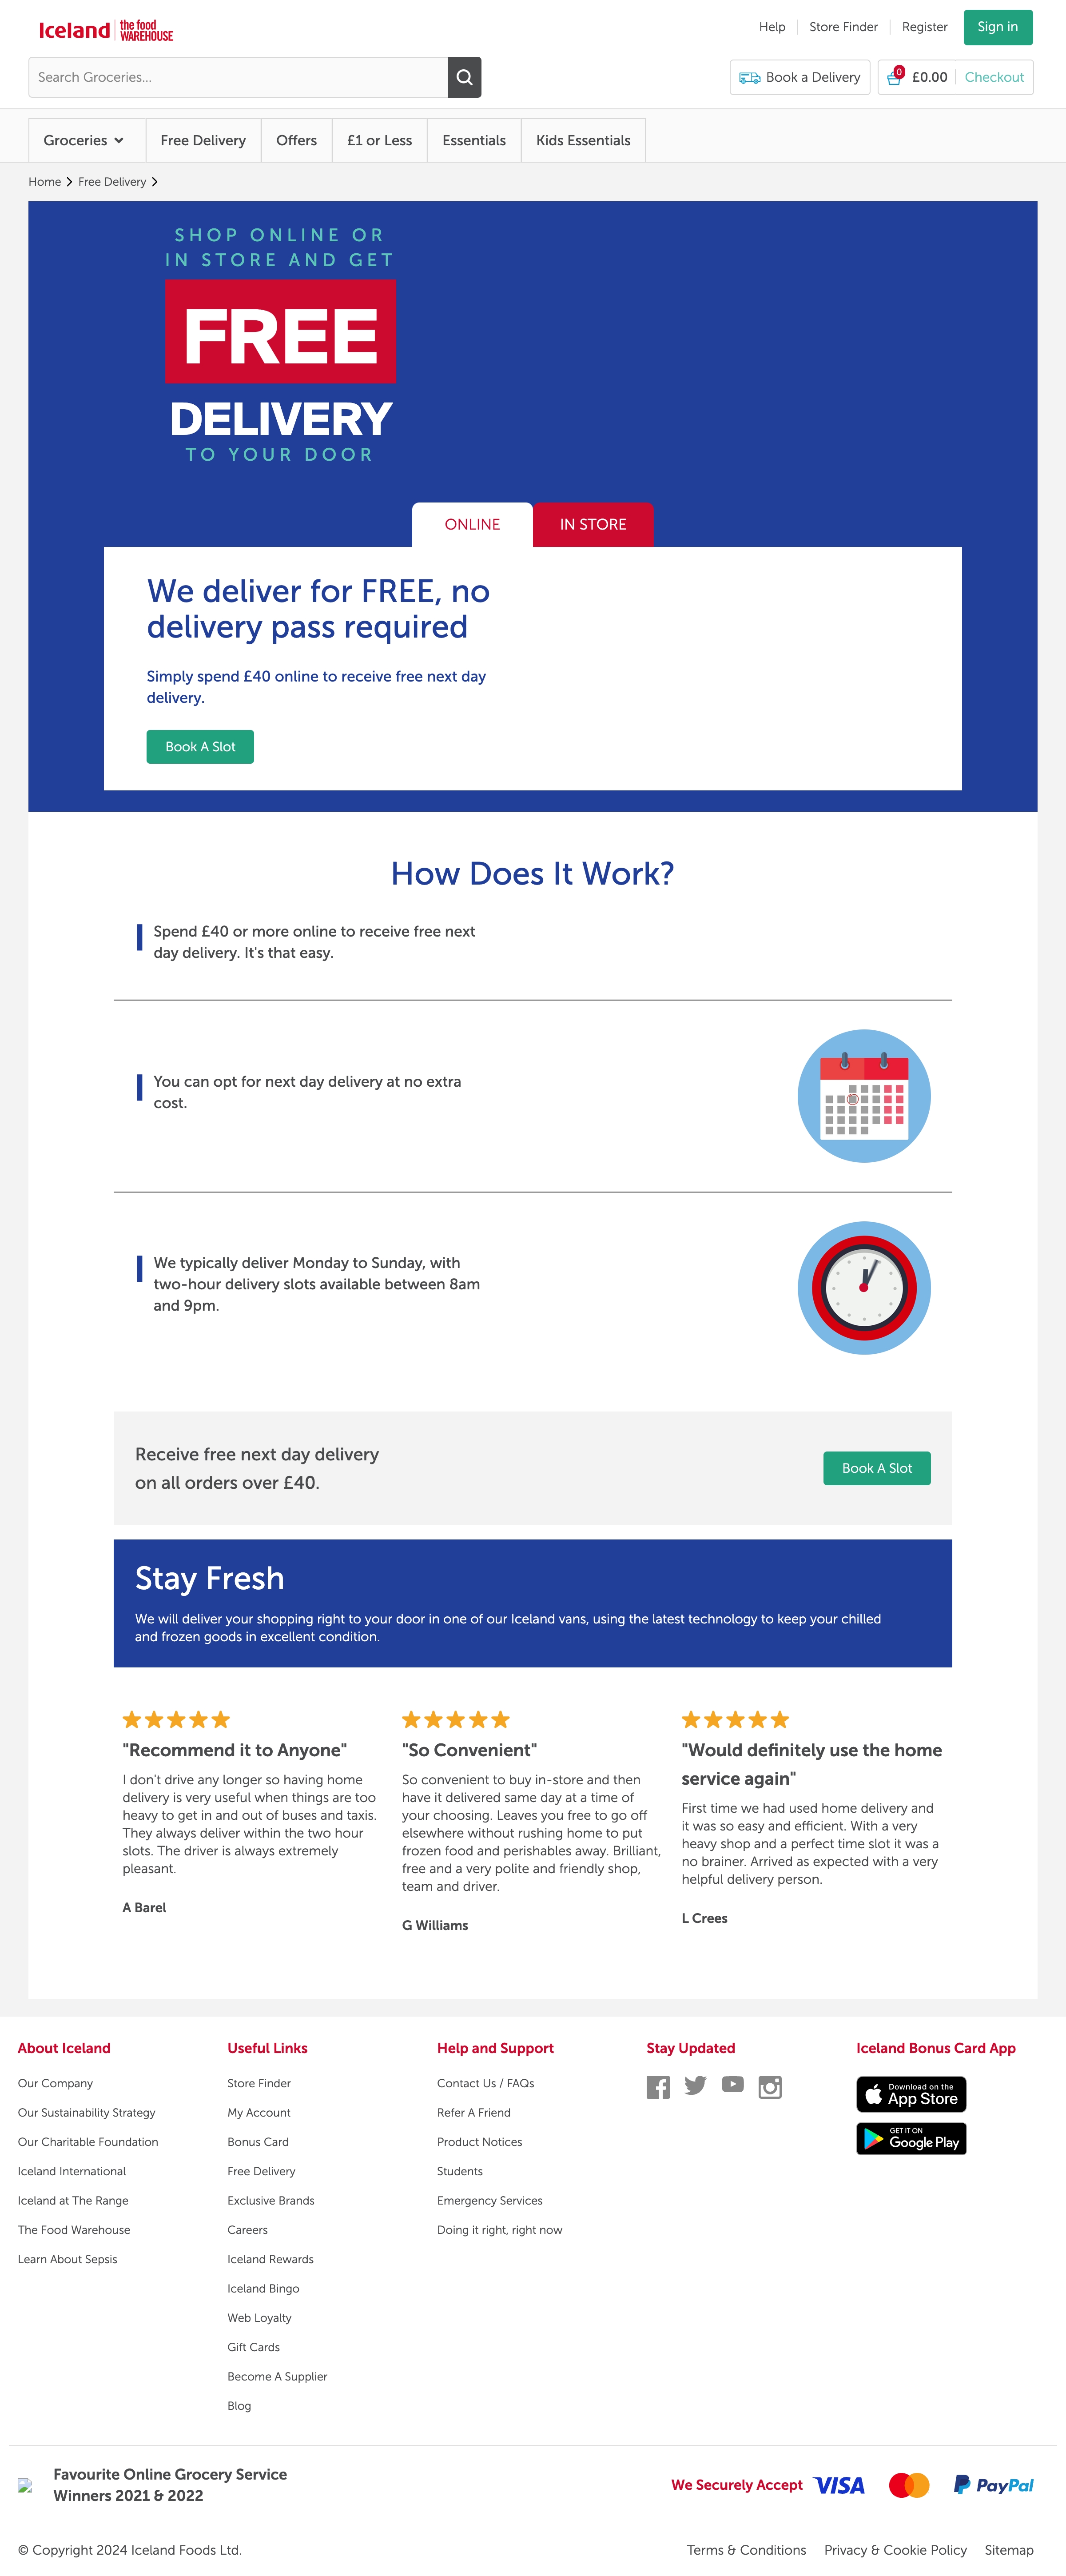 Iceland the food WAREHOUSE
Help Store Finder Register Sign in
Search Groceries...
Book a Delivery 0 £0.00 Checkout
Groceries Free Delivery Offers £1 or Less Essentials Kids Essentials
Home Free Delivery
SHOP ONLINE OR
IN STORE AND GET
FREE
DELIVERY
TO YOUR DOOR
ONLINE IN STORE
We deliver for FREE, no
delivery pass required
Simply spend £40 online to receive free next day
delivery.
Book A Slot
How Does It Work?
Spend £40 or more online to receive free next
day delivery. It's that easy.
You can opt for next day delivery at no extra
cost.
We typically deliver Monday to Sunday, with
two-hour delivery slots available between 8am
and 9pm.
Receive free next day delivery
on all orders over £40.
Book A Slot
Stay Fresh
We will deliver your shopping right to your door in one of our Iceland vans, using the latest technology to keep your chilled
and frozen goods in excellent condition.
"Recommend it to Anyone"
I don't drive any longer so having home
delivery is very useful when things are too
heavy to get in and out of buses and taxis.
They always deliver within the two hour
slots. The driver is always extremely
pleasant.
A Barel
"So Convenient"
So convenient to buy in-store and then
have it delivered same day at a time of
your choosing. Leaves you free to go off
elsewhere without rushing home to put
frozen food and perishables away. Brilliant,
free and a very polite and friendly shop,
team and driver.
G Williams
"Would definitely use the home
service again"
First time we had used home delivery and
it was so easy and efficient. With a very
heavy shop and a perfect time slot it was a
no brainer. Arrived as expected with a very
helpful delivery person.
L Crees
About Iceland
Our Company
Our Sustainability Strategy
Our Charitable Foundation
Iceland International
Iceland at The Range
The Food Warehouse
Learn About Sepsis
Useful Links
Store Finder
My Account
Bonus Card
Free Delivery
Exclusive Brands
Careers
Iceland Rewards
Iceland Bingo
Web Loyalty
Gift Cards
Become A Supplier
Blog
Help and Support
Contact Us / FAQs
Refer A Friend
Product Notices
Students
Emergency Services
Doing it right, right now
Stay Updated
Iceland Bonus Card App
Download on the
App Store
GET IT ON
Google Play
Favourite Online Grocery Service
Winners 2021 & 2022
We Securely Accept VISA PayPal
© Copyright 2024 Iceland Foods Ltd.
Terms & Conditions Privacy & Cookie Policy Sitemap